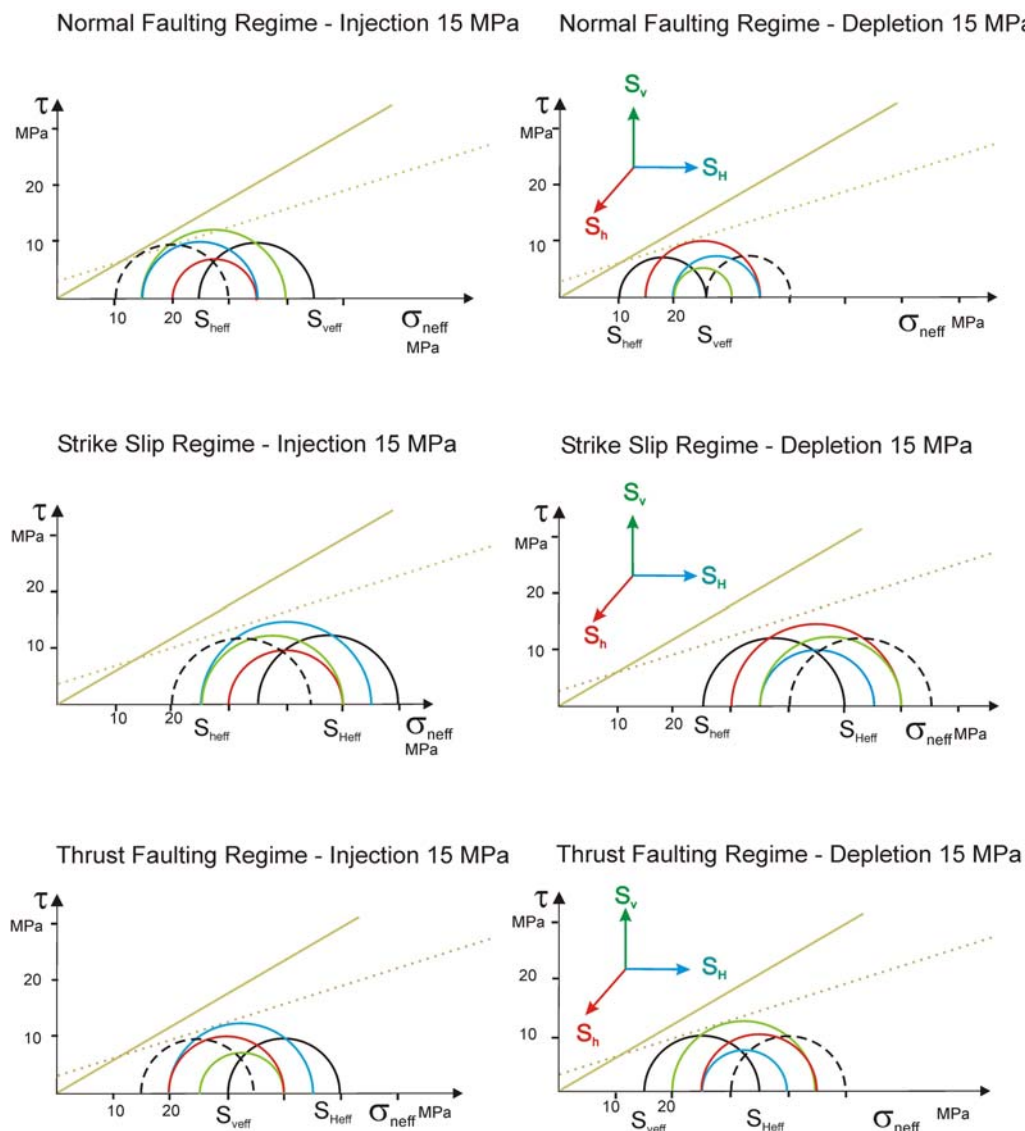 Normal Faulting Regime - Injection 15 MPa
τ
MPa
20
10
10 20 Sheff Sveff σneff
MPa
Normal Faulting Regime - Depletion 15 MPa
τ
MPa
20
10
Sv
SH
Sh
10 20 σneff MPa
Sheff Sveff
Strike Slip Regime - Injection 15 MPa
τ
MPa
20
10
10 20 Sheff SHeff σneff
MPa
Strike Slip Regime - Depletion 15 MPa
τ
MPa
20
10
Sv
SH
Sh
10 20 Sheff SHeff σneff MPa
Thrust Faulting Regime - Injection 15 MPa
τ
MPa
20
10
10 20 Sveff SHeff σneff MPa
Thrust Faulting Regime - Depletion 15 MPa
τ
MPa
20
10
Sv
SH
Sh
10 20 Sveff SHeff σneff MPa